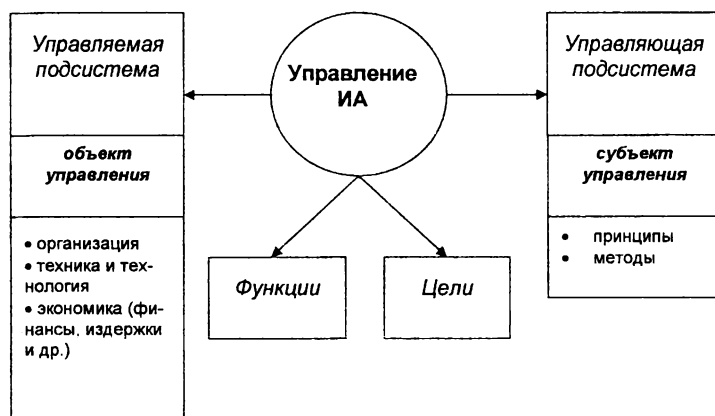 Управляемая
подсистема
объект
управления
• организация
• техника и тех-
нология
• экономика (фи-
нансы, издержки
и др.)
Управление
ИА
Функции
Цели
Управляющая
подсистема
субъект
управления
• принципы
• методы